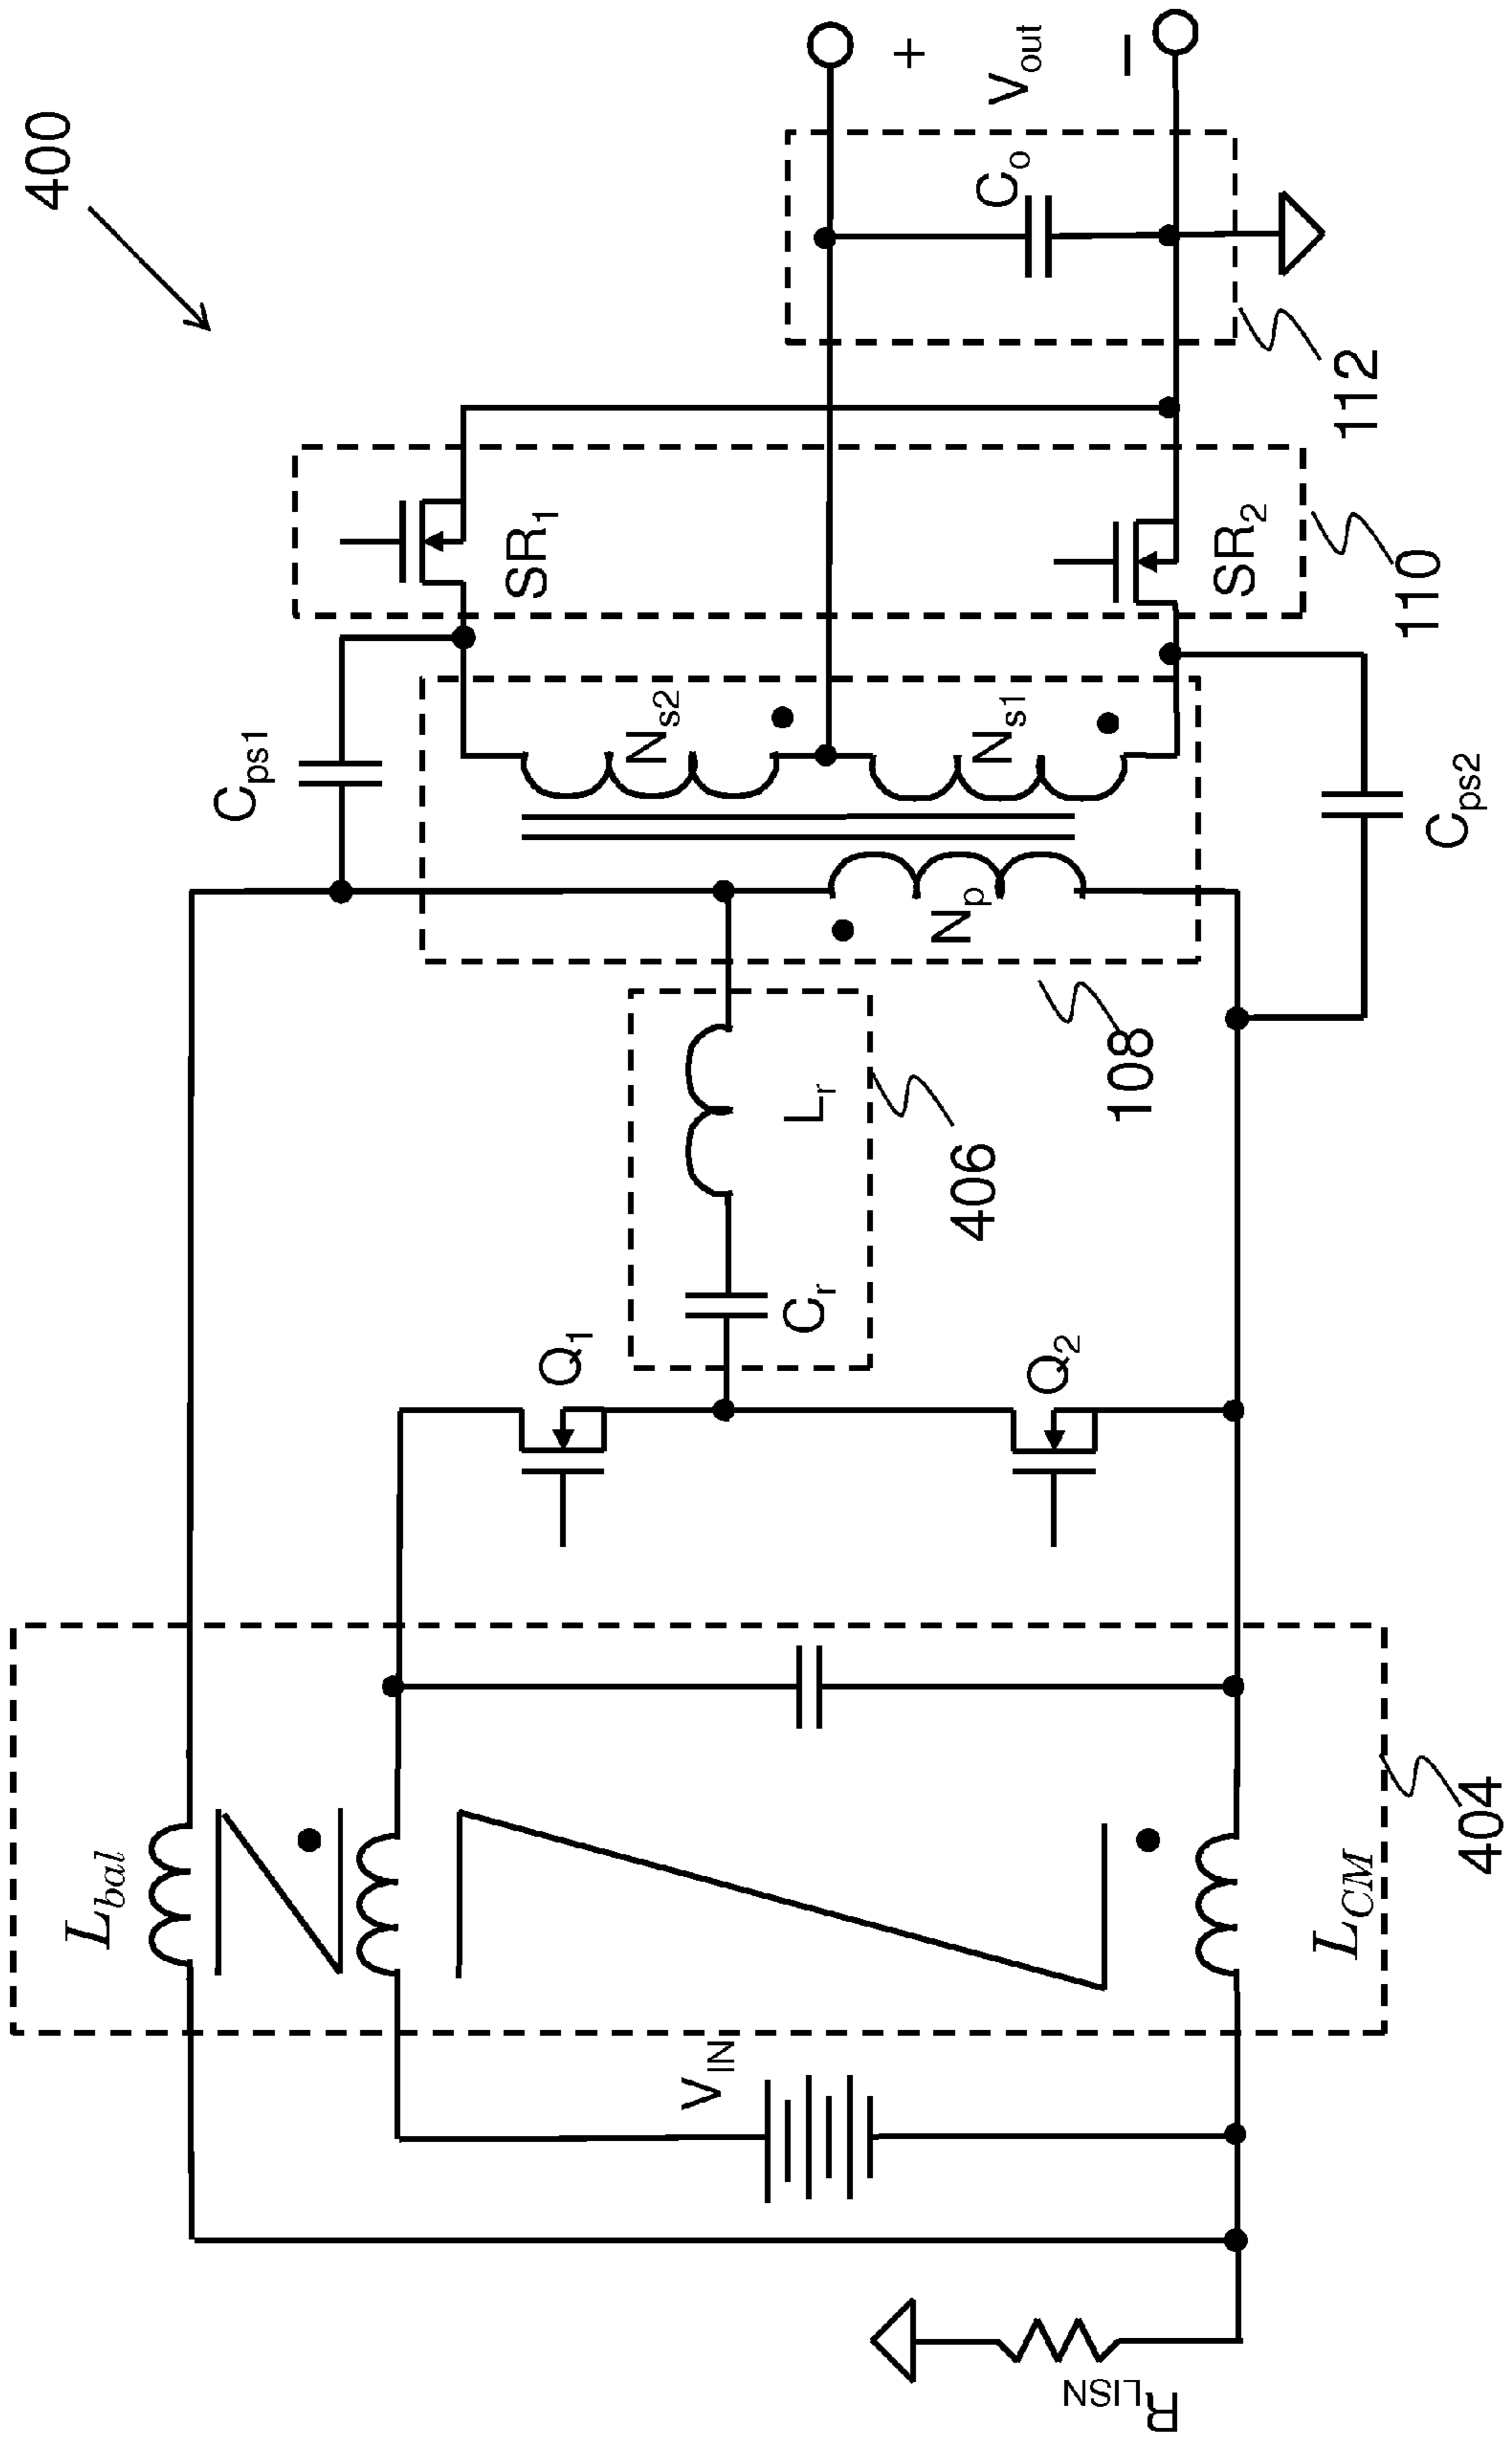 400
L_bal
L_CM
404
V_IN
R_LISN
Q_1
Q_2
C_r
L_r
406
108
C_ps1
C_ps2
N_p
N_s2
N_s1
SR_1
SR_2
110
112
C_o
+
V_out
–